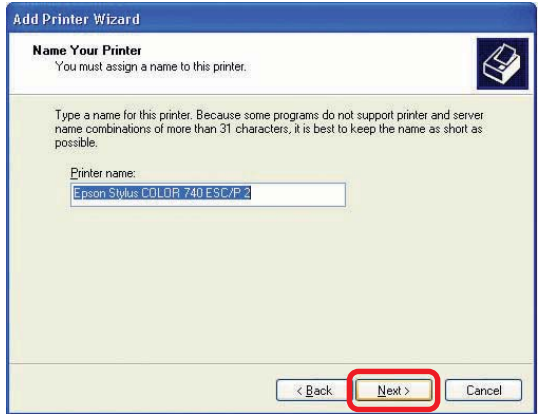 Add Printer Wizard
Name Your Printer
You must assign a name to this printer.
Type a name for this printer. Because some programs do not support printer and server
name combinations of more than 31 characters, it is best to keep the name as short as
possible.
Printer name:
Epson Stylus COLOR 740 ESC/P 2
< Back
Next >
Cancel